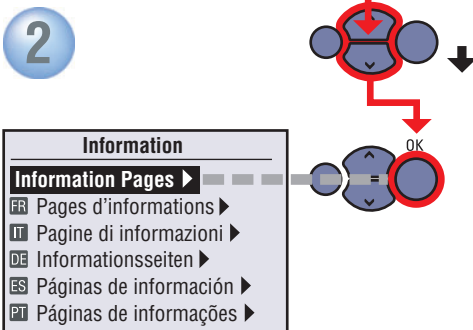 2
OK
Information
Information Pages
FR Pages d'informations
IT Pagine di informazioni
DE Informationsseiten
ES Páginas de información
PT Páginas de informações